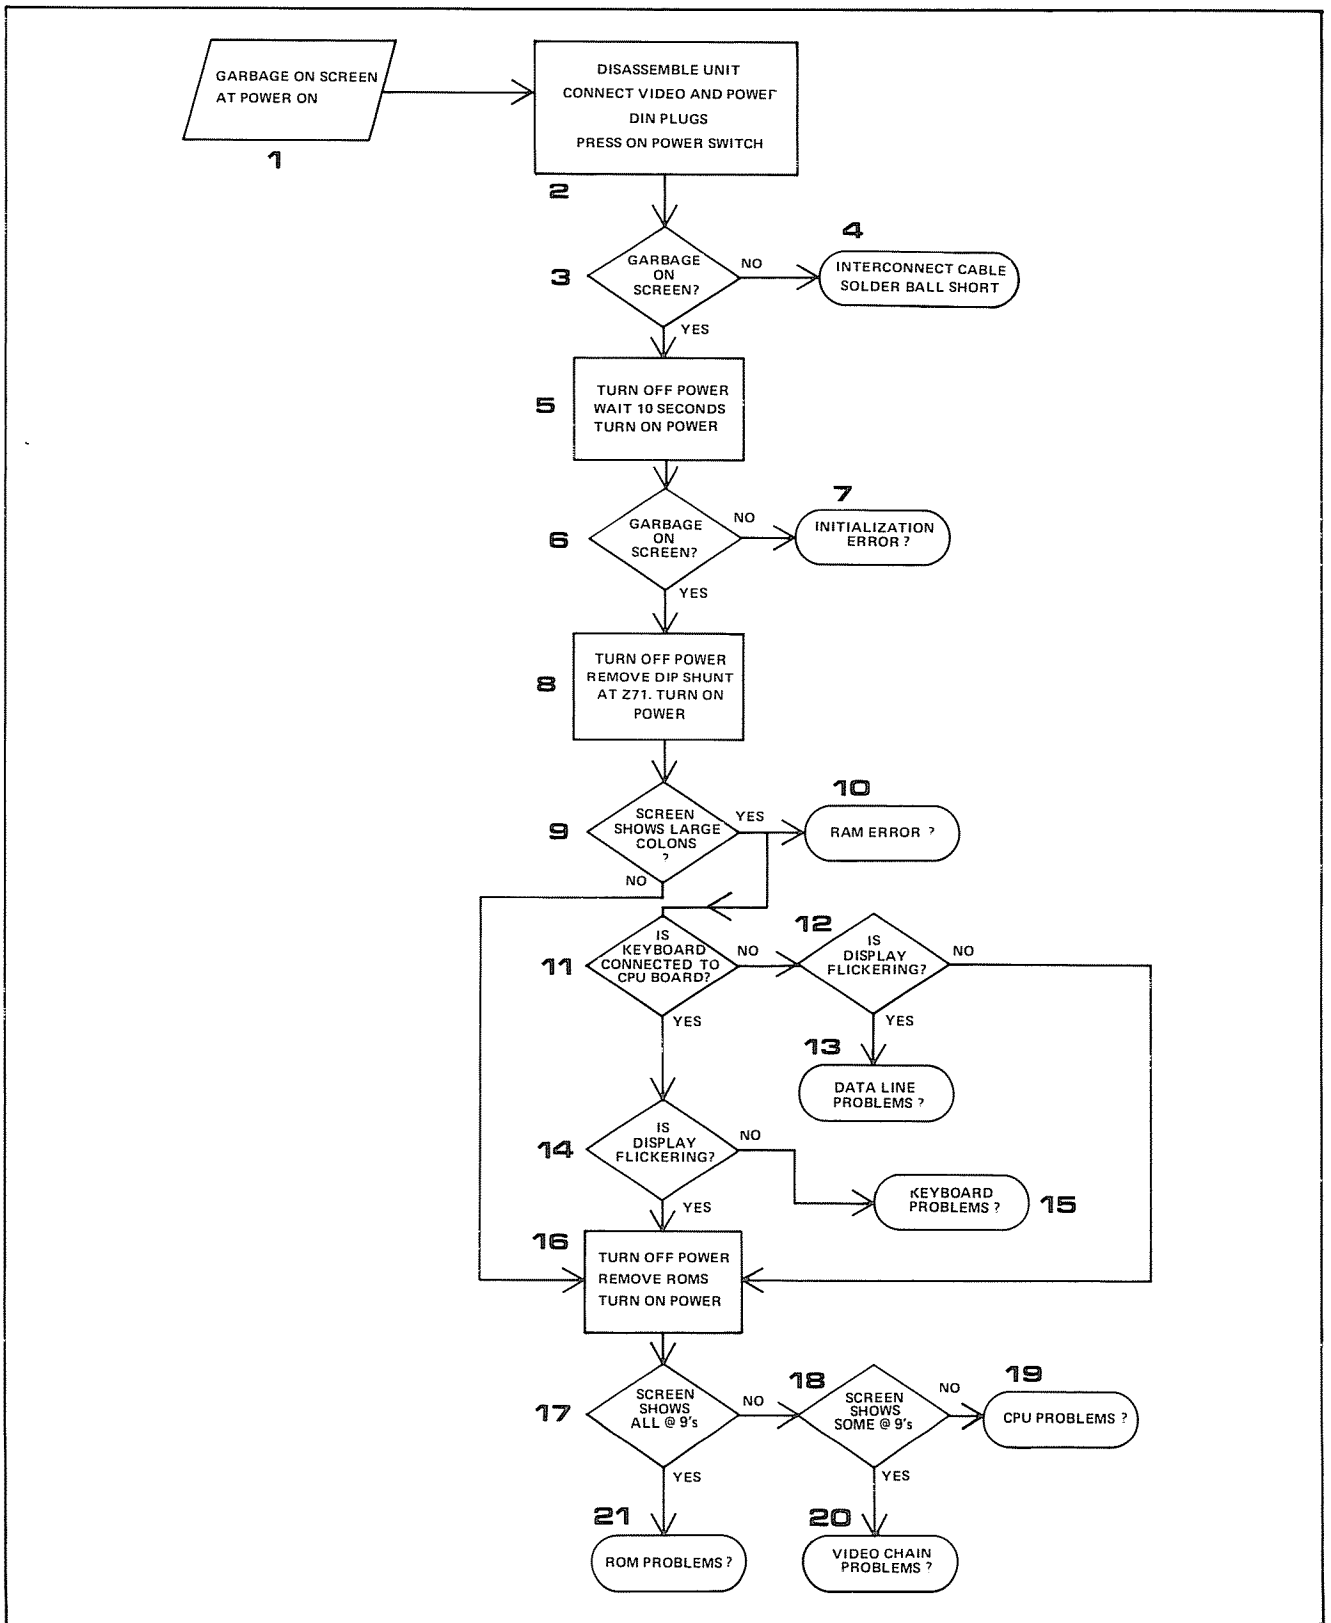 GARBAGE ON SCREEN
AT POWER ON
1
DISASSEMBLE UNIT
CONNECT VIDEO AND POWER
DIN PLUGS
PRESS ON POWER SWITCH
2
3
GARBAGE
ON
SCREEN?
NO
4
INTERCONNECT CABLE
SOLDER BALL SHORT
YES
5
TURN OFF POWER
WAIT 10 SECONDS
TURN ON POWER
6
GARBAGE
ON
SCREEN?
NO
7
INITIALIZATION
ERROR ?
YES
8
TURN OFF POWER
REMOVE DIP SHUNT
AT Z71. TURN ON
POWER
9
SCREEN
SHOWS LARGE
COLONS
?
YES
10
RAM ERROR ?
NO
11
IS
KEYBOARD
CONNECTED TO
CPU BOARD?
NO
12
IS
DISPLAY
FLICKERING?
NO
YES
YES
13
DATA LINE
PROBLEMS ?
14
IS
DISPLAY
FLICKERING?
NO
15
KEYBOARD
PROBLEMS ?
YES
16
TURN OFF POWER
REMOVE ROMS
TURN ON POWER
17
SCREEN
SHOWS
ALL @ 9's
NO
18
SCREEN
SHOWS
SOME @ 9's
NO
19
CPU PROBLEMS ?
YES
YES
21
ROM PROBLEMS ?
20
VIDEO CHAIN
PROBLEMS ?